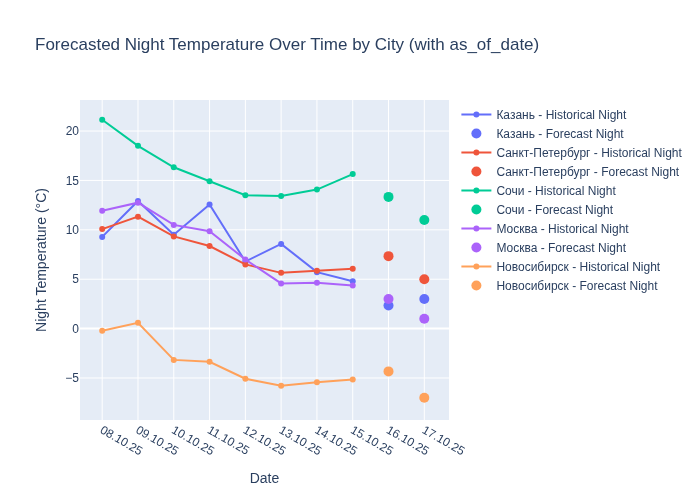 Forecasted Night Temperature Over Time by City (with as_of_date)
20
15
10
5
0
−5
Night Temperature (°C)
08.10.25
09.10.25
10.10.25
11.10.25
12.10.25
13.10.25
14.10.25
15.10.25
16.10.25
17.10.25
Date
Казань - Historical Night
Казань - Forecast Night
Санкт-Петербург - Historical Night
Санкт-Петербург - Forecast Night
Сочи - Historical Night
Сочи - Forecast Night
Москва - Historical Night
Москва - Forecast Night
Новосибирск - Historical Night
Новосибирск - Forecast Night